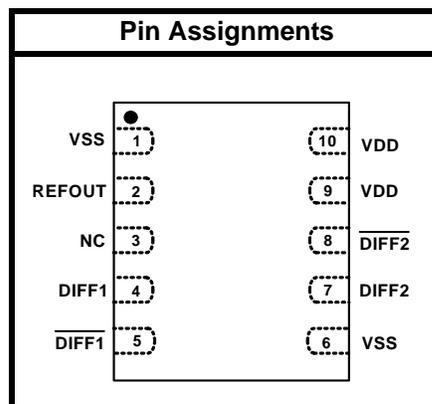 Pin Assignments
VSS 1 10 VDD
REFOUT 2 9 VDD
NC 3 8 DIFF2
DIFF1 4 7 DIFF2
DIFF1 5 6 VSS